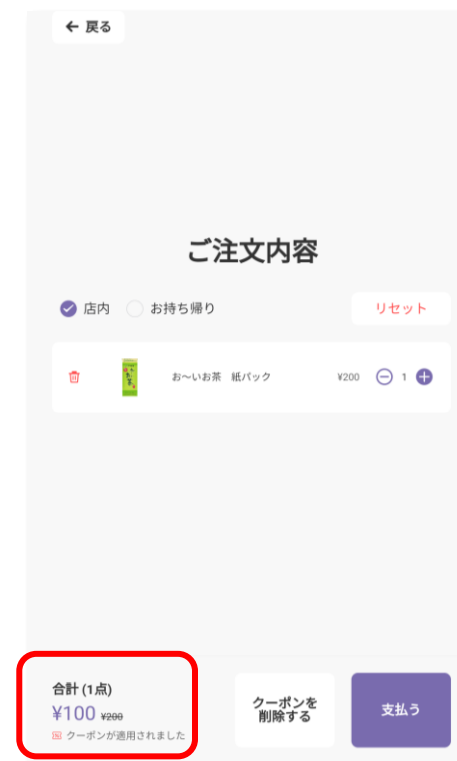 ← 戻る
ご注文内容
店内 お持ち帰り リセット
お〜いお茶 紙パック ¥200 1
合計 (1点)
¥100 ¥200
クーポンが適用されました
クーポンを
削除する
支払う